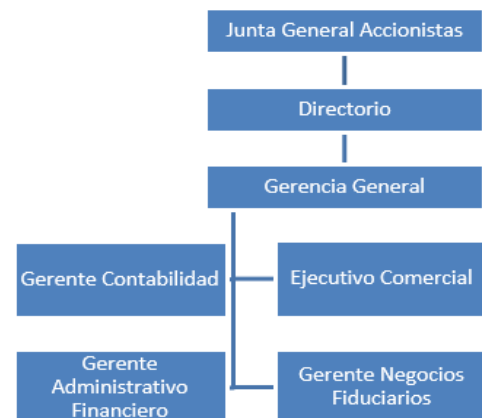 Junta General Accionistas
Directorio
Gerencia General
Gerente Contabilidad
Ejecutivo Comercial
Gerente
Administrativo
Financiero
Gerente Negocios
Fiduciarios